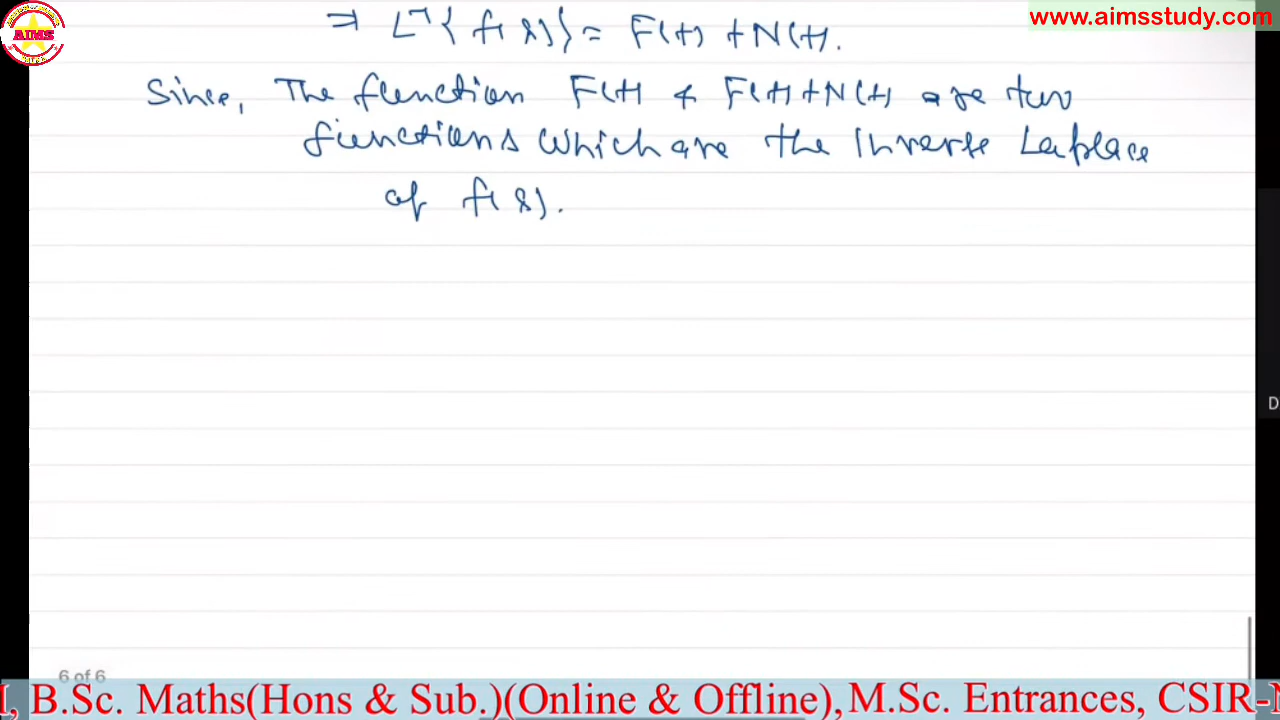 www.aimsstudy.com
AIMS
⇒ L⁻¹{f(s)} = F(t) + N(t).
Since, The function F(t) & F(t)+N(t) are two
functions which are the inverse Laplace
of f(s).
D
6 of 6
I, B.Sc. Maths(Hons & Sub.)(Online & Offline),M.Sc. Entrances, CSIR-N